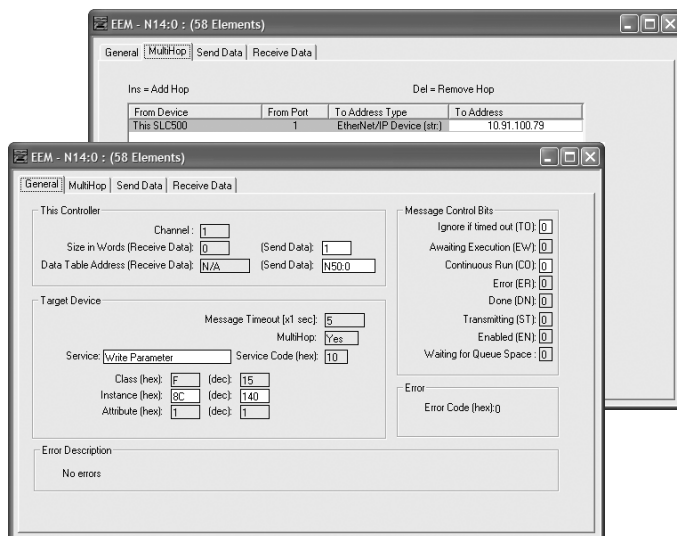 EEM - N14:0 : (58 Elements)
General MultiHop Send Data Receive Data
Ins = Add Hop Del = Remove Hop
From Device From Port To Address Type To Address
This SLC500 1 EtherNet/IP Device (str:) 10.91.100.79
EEM - N14:0 : (58 Elements)
General MultiHop Send Data Receive Data
This Controller
Channel: 1
Size in Words (Receive Data): 0 (Send Data): 1
Data Table Address (Receive Data): N/A (Send Data): N50:0
Target Device
Message Timeout [x1 sec]: 5
MultiHop: Yes
Service: Write Parameter Service Code (hex): 10
Class (hex): F (dec): 15
Instance (hex): 8C (dec): 140
Attribute (hex): 1 (dec): 1
Message Control Bits
Ignore if timed out (TO): 0
Awaiting Execution (EW): 0
Continuous Run (CO): 0
Error (ER): 0
Done (DN): 0
Transmitting (ST): 0
Enabled (EN): 0
Waiting for Queue Space : 0
Error
Error Code (hex):0
Error Description
No errors